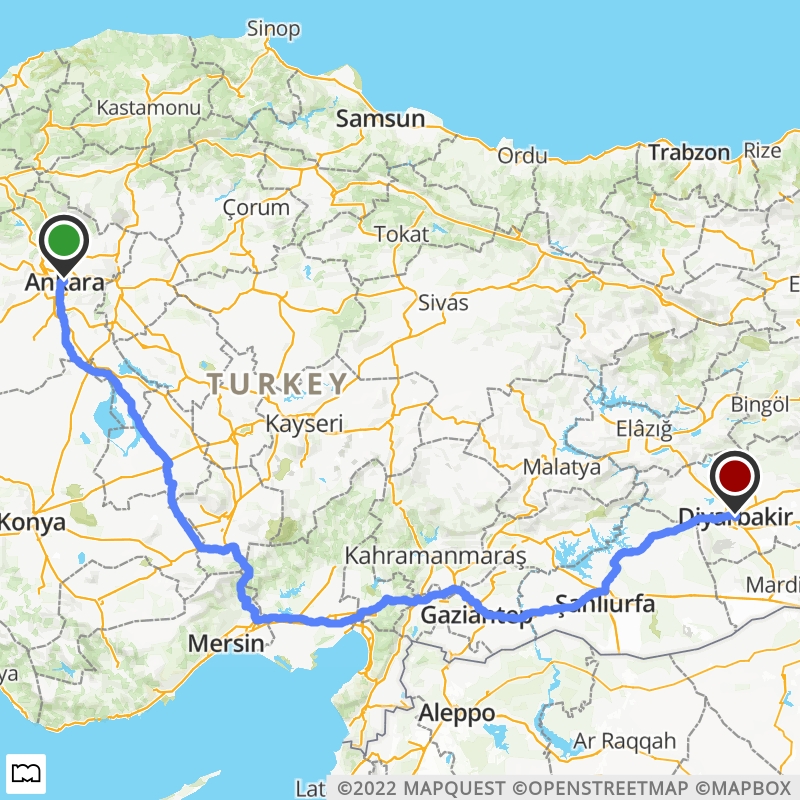 Sinop
Kastamonu
Samsun
Ordu
Trabzon
Rize
Çorum
Tokat
Ankara
Sivas
TURKEY
Kayseri
Bingöl
Elâzığ
Malatya
Konya
Diyarbakir
Kahramanmaraş
Mardi
Gaziantep
Şanlıurfa
Mersin
ya
Aleppo
Ar Raqqah
Lat
©2022 MAPQUEST ©OPENSTREETMAP ©MAPBOX